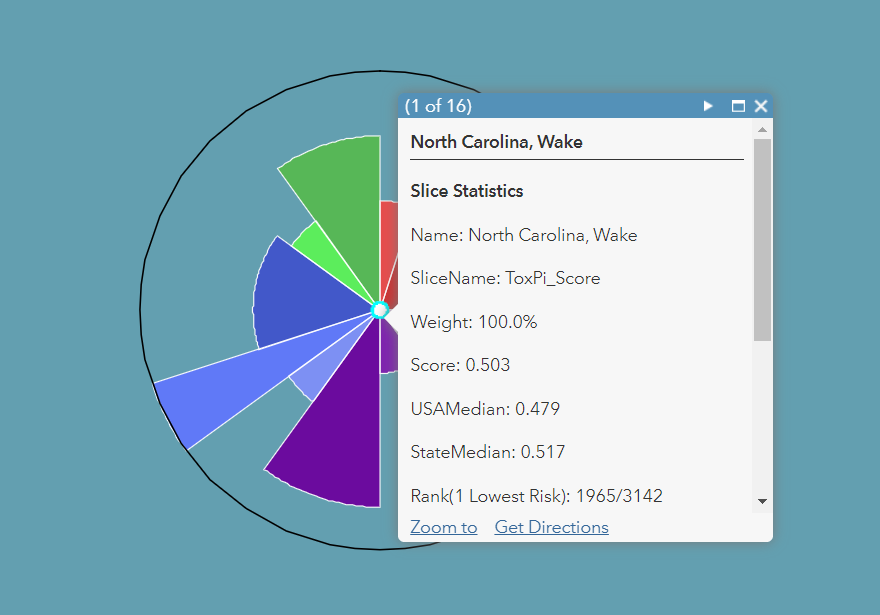 (1 of 16)
North Carolina, Wake
Slice Statistics
Name: North Carolina, Wake
SliceName: ToxPi_Score
Weight: 100.0%
Score: 0.503
USAMedian: 0.479
StateMedian: 0.517
Rank(1 Lowest Risk): 1965/3142
Zoom to Get Directions